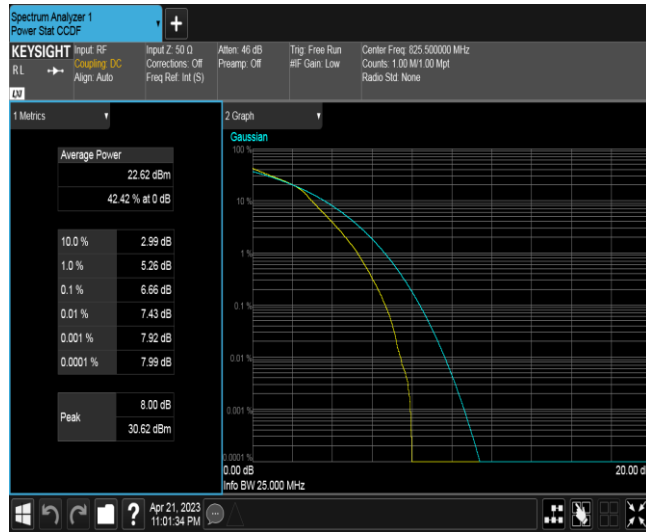 Spectrum Analyzer 1
Power Stat CCDF
+
KEYSIGHT
RL
LXI
Input: RF
Coupling: DC
Align: Auto
Input Z: 50 Ω
Corrections: Off
Freq Ref: Int (S)
Atten: 46 dB
Preamp: Off
Trig: Free Run
#IF Gain: Low
Center Freq: 825.500000 MHz
Counts: 1.00 M/1.00 Mpt
Radio Std: None
1 Metrics
Average Power
22.62 dBm
42.42 % at 0 dB
10.0 % 2.99 dB
1.0 % 5.26 dB
0.1 % 6.66 dB
0.01 % 7.43 dB
0.001 % 7.92 dB
0.0001 % 7.99 dB
Peak
8.00 dB
30.62 dBm
2 Graph
Gaussian
100 %
10 %
1 %
0.1 %
0.01 %
0.001 %
0.0001 %
0.00 dB
20.00 d
Info BW 25.000 MHz
?
Apr 21, 2023
11:01:34 PM